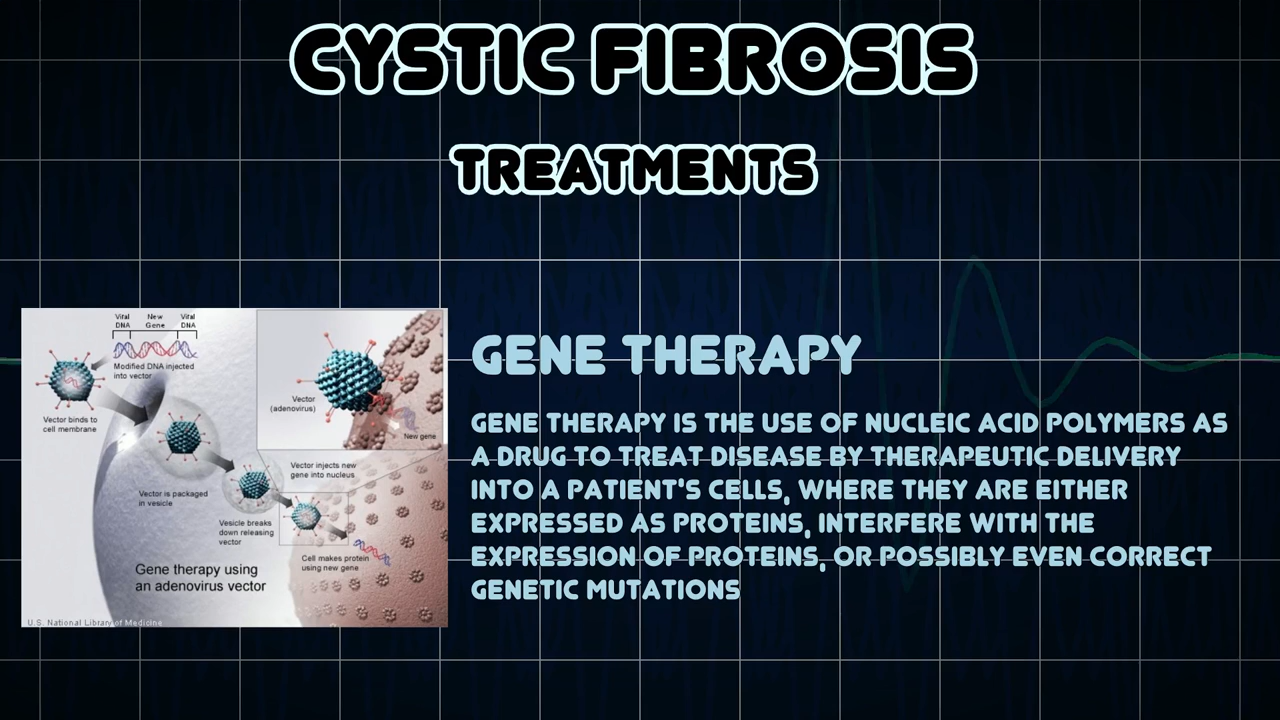 CYSTIC FIBROSIS
TREATMENTS
Viral DNA
New Gene
Viral DNA
Modified DNA injected
into vector
Vector binds to
cell membrane
Vector
(adenovirus)
New gene
Vector injects new
gene into nucleus
Vector is packaged
in vesicle
Vesicle breaks
down releasing
vector
Cell makes protein
using new gene
Gene therapy using
an adenovirus vector
U.S. National Library of Medicine
GENE THERAPY
GENE THERAPY IS THE USE OF NUCLEIC ACID POLYMERS AS
A DRUG TO TREAT DISEASE BY THERAPEUTIC DELIVERY
INTO A PATIENT'S CELLS, WHERE THEY ARE EITHER
EXPRESSED AS PROTEINS, INTERFERE WITH THE
EXPRESSION OF PROTEINS, OR POSSIBLY EVEN CORRECT
GENETIC MUTATIONS